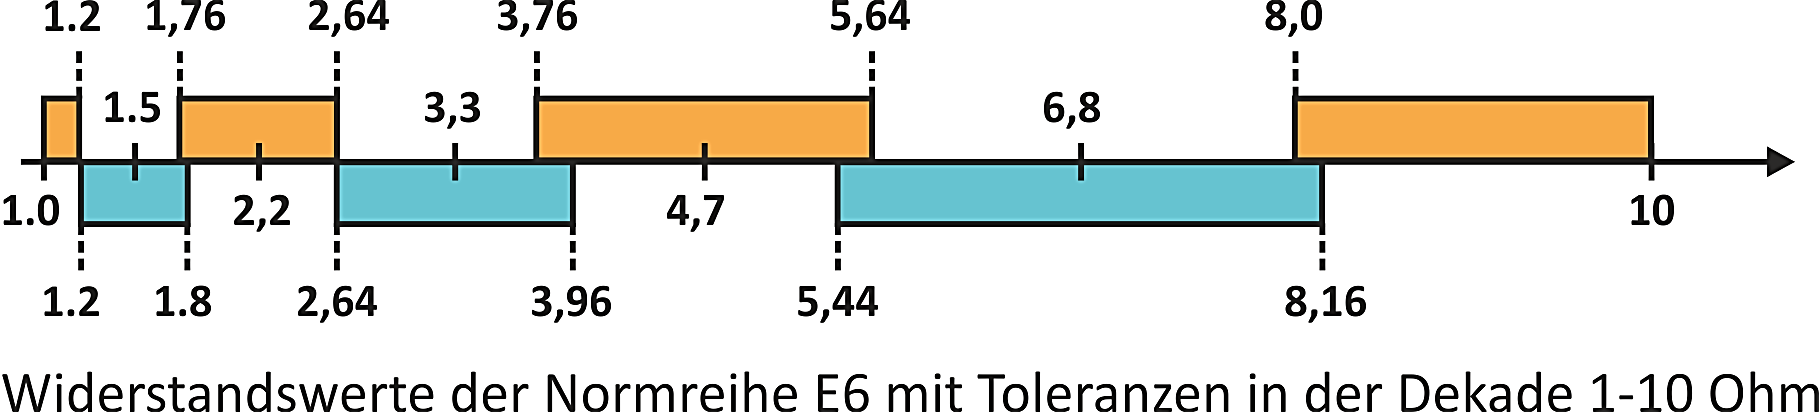 1.2 1,76 2,64 3,76 5,64 8,0
1.5 3,3 6,8
1.0 2,2 4,7 10
1.2 1.8 2,64 3,96 5,44 8,16
Widerstandswerte der Normreihe E6 mit Toleranzen in der Dekade 1-10 Ohm